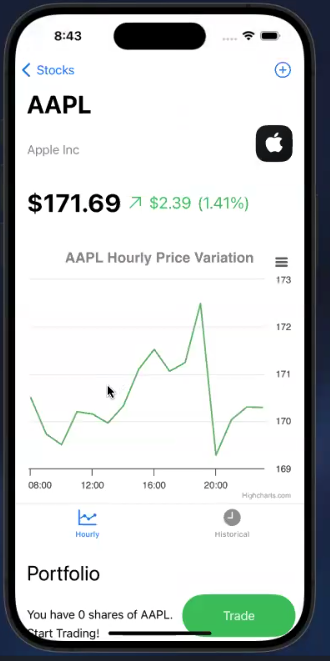 8:43
Stocks
AAPL
Apple Inc
$171.69 $2.39 (1.41%)
AAPL Hourly Price Variation
173
172
171
170
169
08:00 12:00 16:00 20:00
Highcharts.com
Hourly Historical
Portfolio
You have 0 shares of AAPL.
Start Trading!
Trade